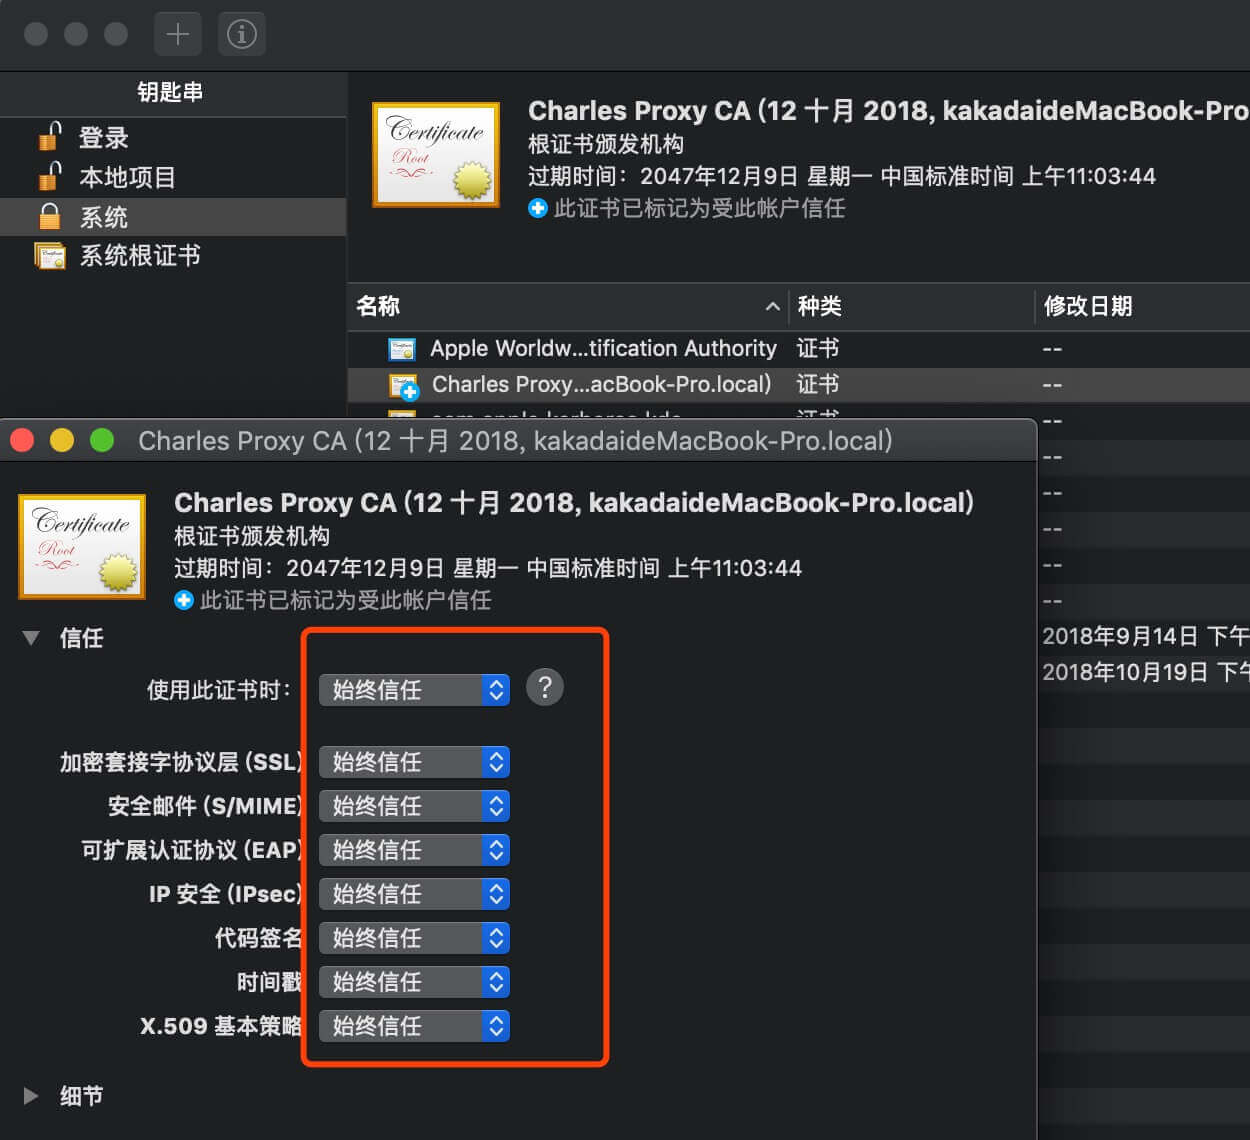 钥匙串
登录
本地项目
系统
系统根证书
Certificate
Root
Charles Proxy CA (12 十月 2018, kakadaideMacBook-Pro
根证书颁发机构
过期时间：2047年12月9日 星期一 中国标准时间 上午11:03:44
此证书已标记为受此帐户信任
名称 种类 修改日期
Apple Worldw...tification Authority 证书 --
Charles Proxy...acBook-Pro.local) 证书 --
com.apple.kerberos.kdc 证书 --
--
--
--
--
--
2018年9月14日 下午
2018年10月19日 下午
Charles Proxy CA (12 十月 2018, kakadaideMacBook-Pro.local)
Certificate
Root
Charles Proxy CA (12 十月 2018, kakadaideMacBook-Pro.local)
根证书颁发机构
过期时间：2047年12月9日 星期一 中国标准时间 上午11:03:44
此证书已标记为受此帐户信任
信任
使用此证书时： 始终信任 ?
加密套接字协议层 (SSL) 始终信任
安全邮件 (S/MIME) 始终信任
可扩展认证协议 (EAP) 始终信任
IP 安全 (IPsec) 始终信任
代码签名 始终信任
时间戳 始终信任
X.509 基本策略 始终信任
细节